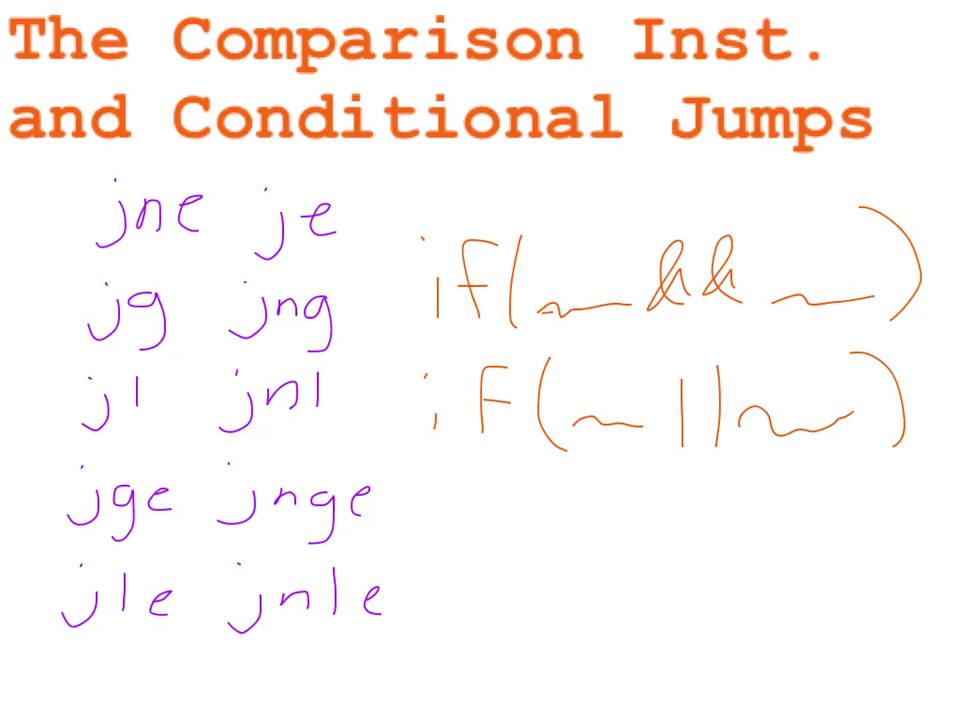 The Comparison Inst.
and Conditional Jumps
jne je
jg jng
jl jnl
jge jnge
jle jnle
if( && )
if( || )